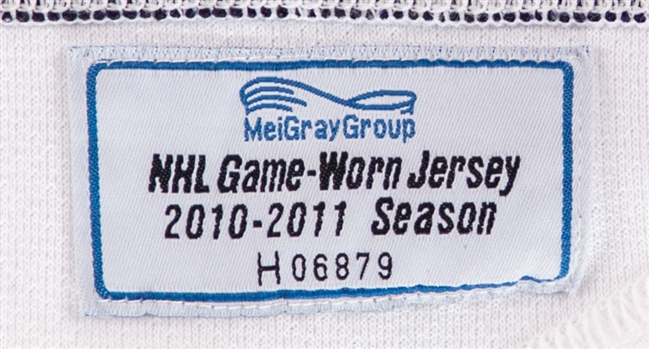 MeiGrayGroup
NHL Game-Worn Jersey
2010-2011 Season
H06879